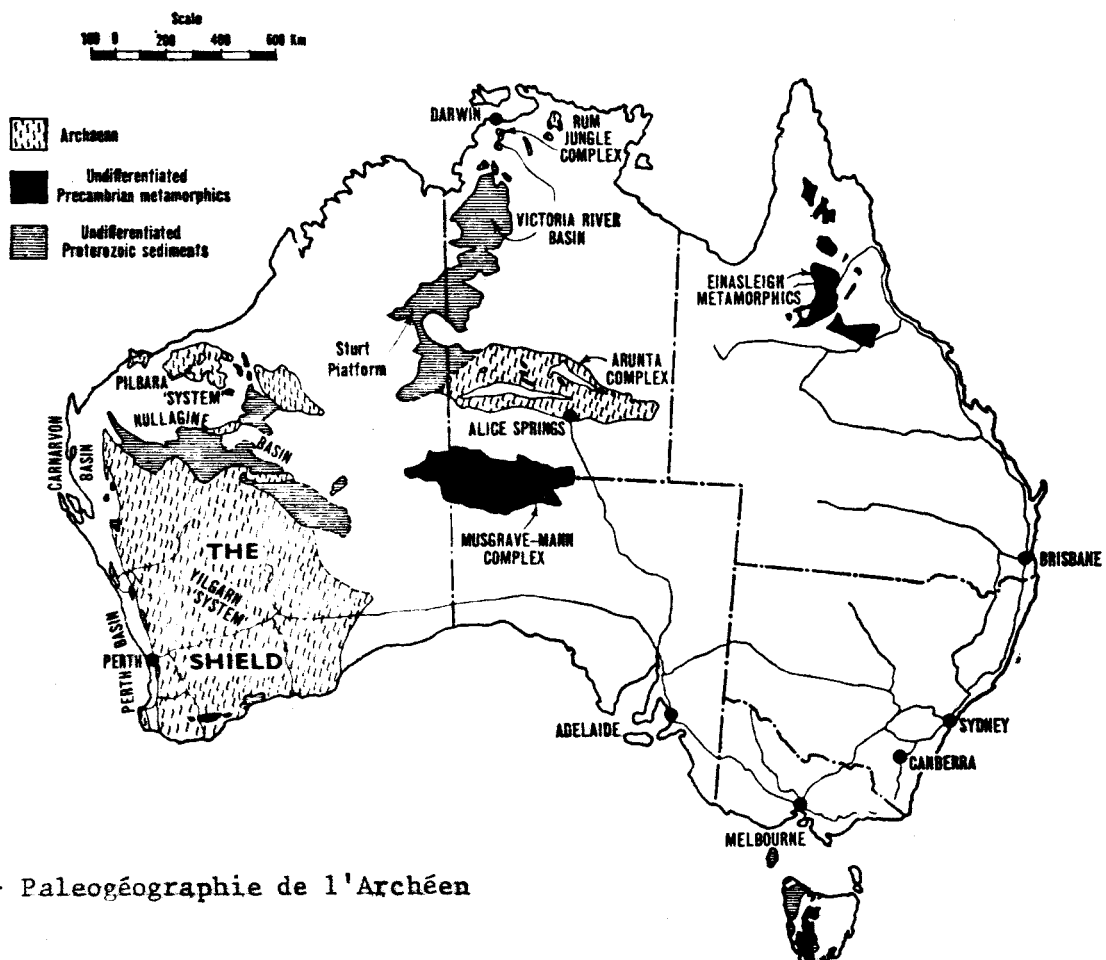 Scale
100 0 200 400 600 Km
Archaean
Undifferentiated
Precambrian metamorphics
Undifferentiated
Proterozoic sediments
DARWIN
RUM
JUNGLE
COMPLEX
VICTORIA RIVER
BASIN
EINASLEIGH
METAMORPHICS
Sturt
Platform
ARUNTA
COMPLEX
PILBARA
'SYSTEM'
NULLAGINE
BASIN
ALICE SPRINGS
CARNARVON
BASIN
MUSGRAVE-MANN
COMPLEX
THE
YILGARN
'SYSTEM'
SHIELD
BRISBANE
PERTH
PERTH BASIN
ADELAIDE
SYDNEY
CANBERRA
MELBOURNE
- Paleogéographie de l'Archéen